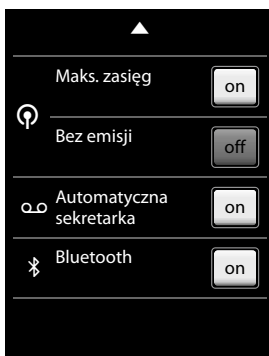 Maks. zasięg
on
Bez emisji
off
Automatyczna
sekretarka
on
Bluetooth
on